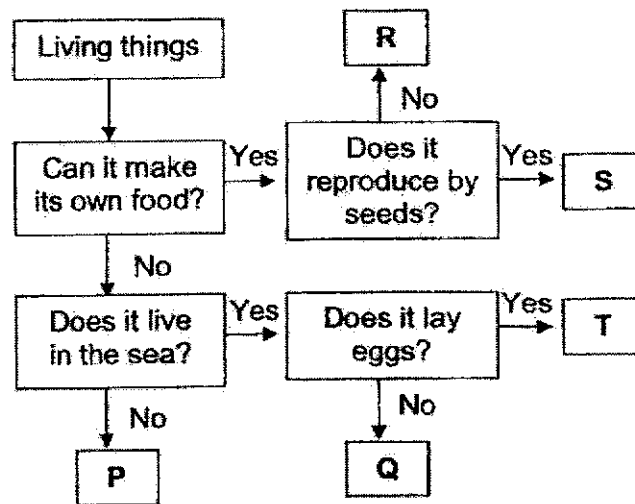 Living things
R
No
Can it make
its own food?
Yes
Does it
reproduce by
seeds?
Yes
S
No
Does it live
in the sea?
Yes
Does it lay
eggs?
Yes
T
No
P
No
Q